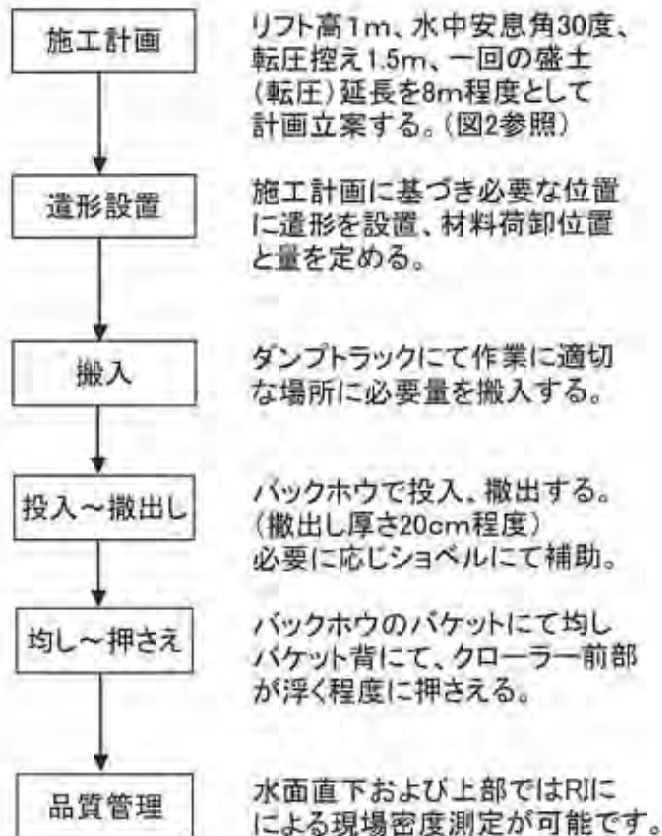 施工計画
リフト高1m、水中安息角30度、
転圧控え1.5m、一回の盛土
(転圧)延長を8m程度として
計画立案する。(図2参照)
遣形設置
施工計画に基づき必要な位置
に遣形を設置、材料荷卸位置
と量を定める。
搬入
ダンプトラックにて作業に適切
な場所に必要量を搬入する。
投入～撒出し
バックホウで投入、撒出する。
(撒出し厚さ20cm程度)
必要に応じショベルにて補助。
均し～押さえ
バックホウのバケットにて均し
バケット背にて、クローラー前部
が浮く程度に押さえる。
品質管理
水面直下および上部ではRIに
による現場密度測定が可能です。